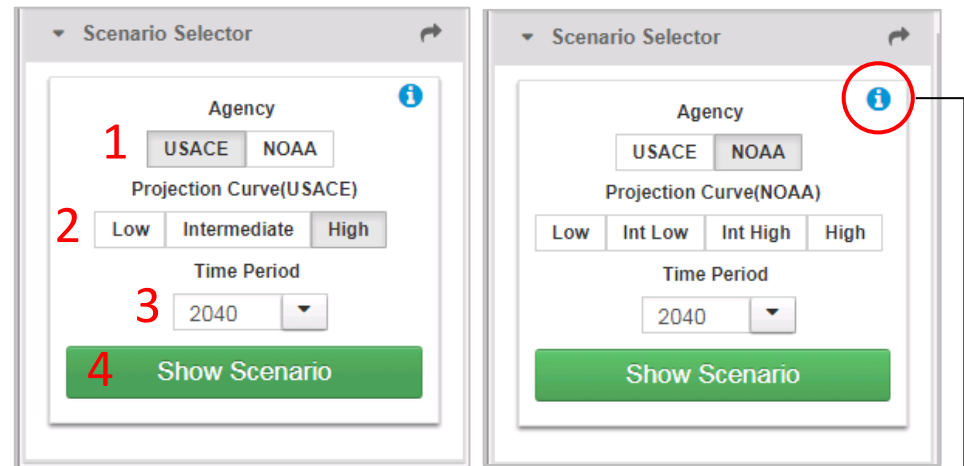 Scenario Selector
Agency
1 USACE NOAA
Projection Curve(USACE)
2 Low Intermediate High
Time Period
3 2040
4 Show Scenario
Scenario Selector
Agency
USACE NOAA
Projection Curve(NOAA)
Low Int Low Int High High
Time Period
2040
Show Scenario